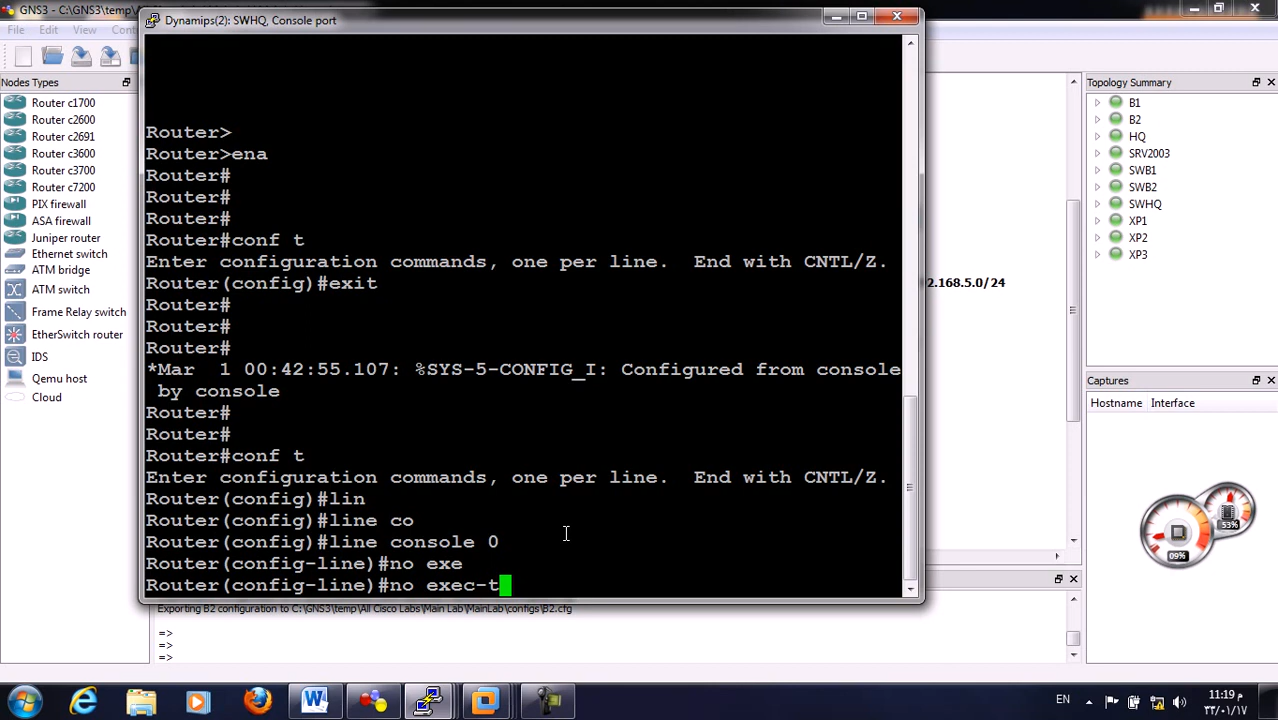 GNS3 - C:\GNS3\temp\A
Dynamips(2): SWHQ, Console port
File
Edit
View
Nodes Types
Router c1700
Router c2600
Router c2691
Router c3600
Router c3700
Router c7200
PIX firewall
ASA firewall
Juniper router
Ethernet switch
ATM bridge
ATM switch
Frame Relay switch
EtherSwitch router
IDS
Qemu host
Cloud
Router>
Router>ena
Router#
Router#
Router#
Router#conf t
Enter configuration commands, one per line.  End with CNTL/Z.
Router(config)#exit
Router#
Router#
Router#
*Mar  1 00:42:55.107: %SYS-5-CONFIG_I: Configured from console
by console
Router#
Router#
Router#conf t
Enter configuration commands, one per line.  End with CNTL/Z.
Router(config)#lin
Router(config)#line co
Router(config)#line console 0
Router(config-line)#no exe
Router(config-line)#no exec-t
2.168.5.0/24
Topology Summary
B1
B2
HQ
SRV2003
SWB1
SWB2
SWHQ
XP1
XP2
XP3
Captures
Hostname
Interface
53%
09%
Exporting B2 configuration to C:\GNS3\temp\All Cisco Labs\Main Lab\MainLab\configs\B2.cfg
=>
=>
=>
EN
11:19 م
٣٣/٠١/١٧